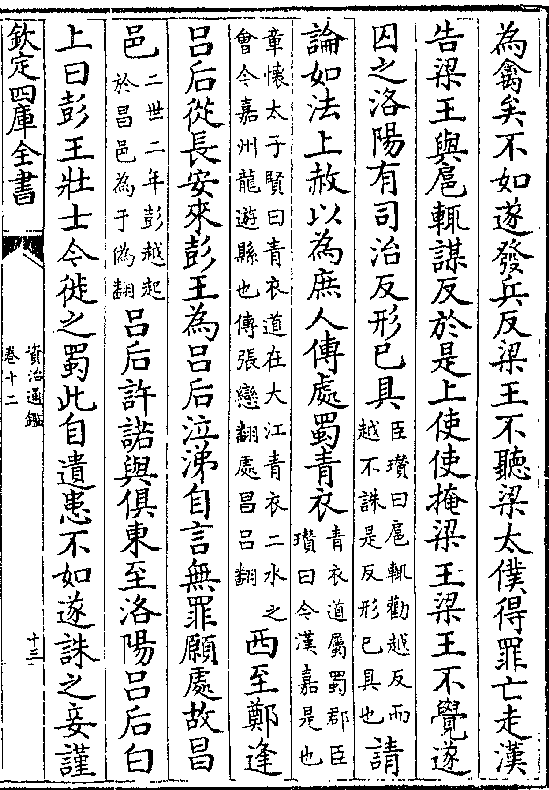 為禽矣不如遂發兵反梁王不聽梁太僕得罪亡走漢
告梁王與扈輒謀反於是上使使掩梁王梁王不覺遂
囚之洛陽有司治反形已具
臣瓚曰扈輒勸越反而
越不誅是反形已具也
請
論如法上赦以為庶人傳處蜀青衣
青衣道屬蜀郡臣
瓚曰今漢嘉是也
章懷太子賢曰青衣道在大江青衣二水之
會今嘉州龍遊縣也傳張戀翻處昌呂翻
西至鄭逢
呂后從長安來彭王為呂后泣涕自言無罪願處故昌
邑
二世二年彭越起
於昌邑為于偽翻
呂后許諾與俱東至洛陽呂后白
上曰彭王壯士今徙之蜀此自遺患不如遂誅之妾謹
欽定四庫全書
資治通鑑
卷十二
十三